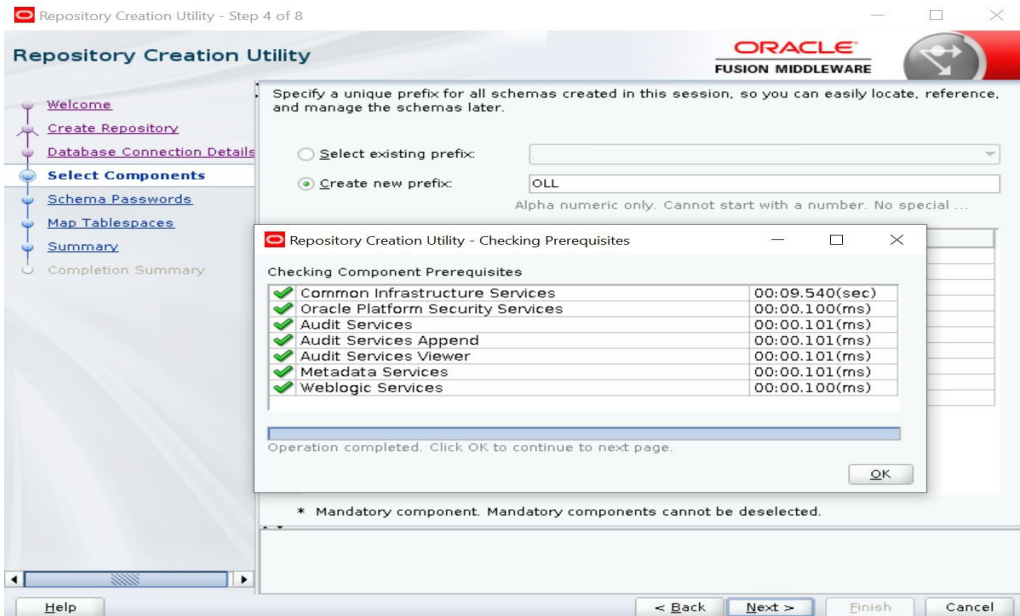 Repository Creation Utility - Step 4 of 8
Repository Creation Utility
ORACLE
FUSION MIDDLEWARE
Welcome
Create Repository
Database Connection Details
Select Components
Schema Passwords
Map Tablespaces
Summary
Completion Summary
Specify a unique prefix for all schemas created in this session, so you can easily locate, reference,
and manage the schemas later.
Select existing prefix:
Create new prefix: OLL
Alpha numeric only. Cannot start with a number. No special ...
Repository Creation Utility - Checking Prerequisites
Checking Component Prerequisites
Common Infrastructure Services 00:09.540(sec)
Oracle Platform Security Services 00:00.100(ms)
Audit Services 00:00.101(ms)
Audit Services Append 00:00.101(ms)
Audit Services Viewer 00:00.101(ms)
Metadata Services 00:00.101(ms)
Weblogic Services 00:00.100(ms)
Operation completed. Click OK to continue to next page.
OK
* Mandatory component. Mandatory components cannot be deselected.
Help
< Back Next > Finish Cancel